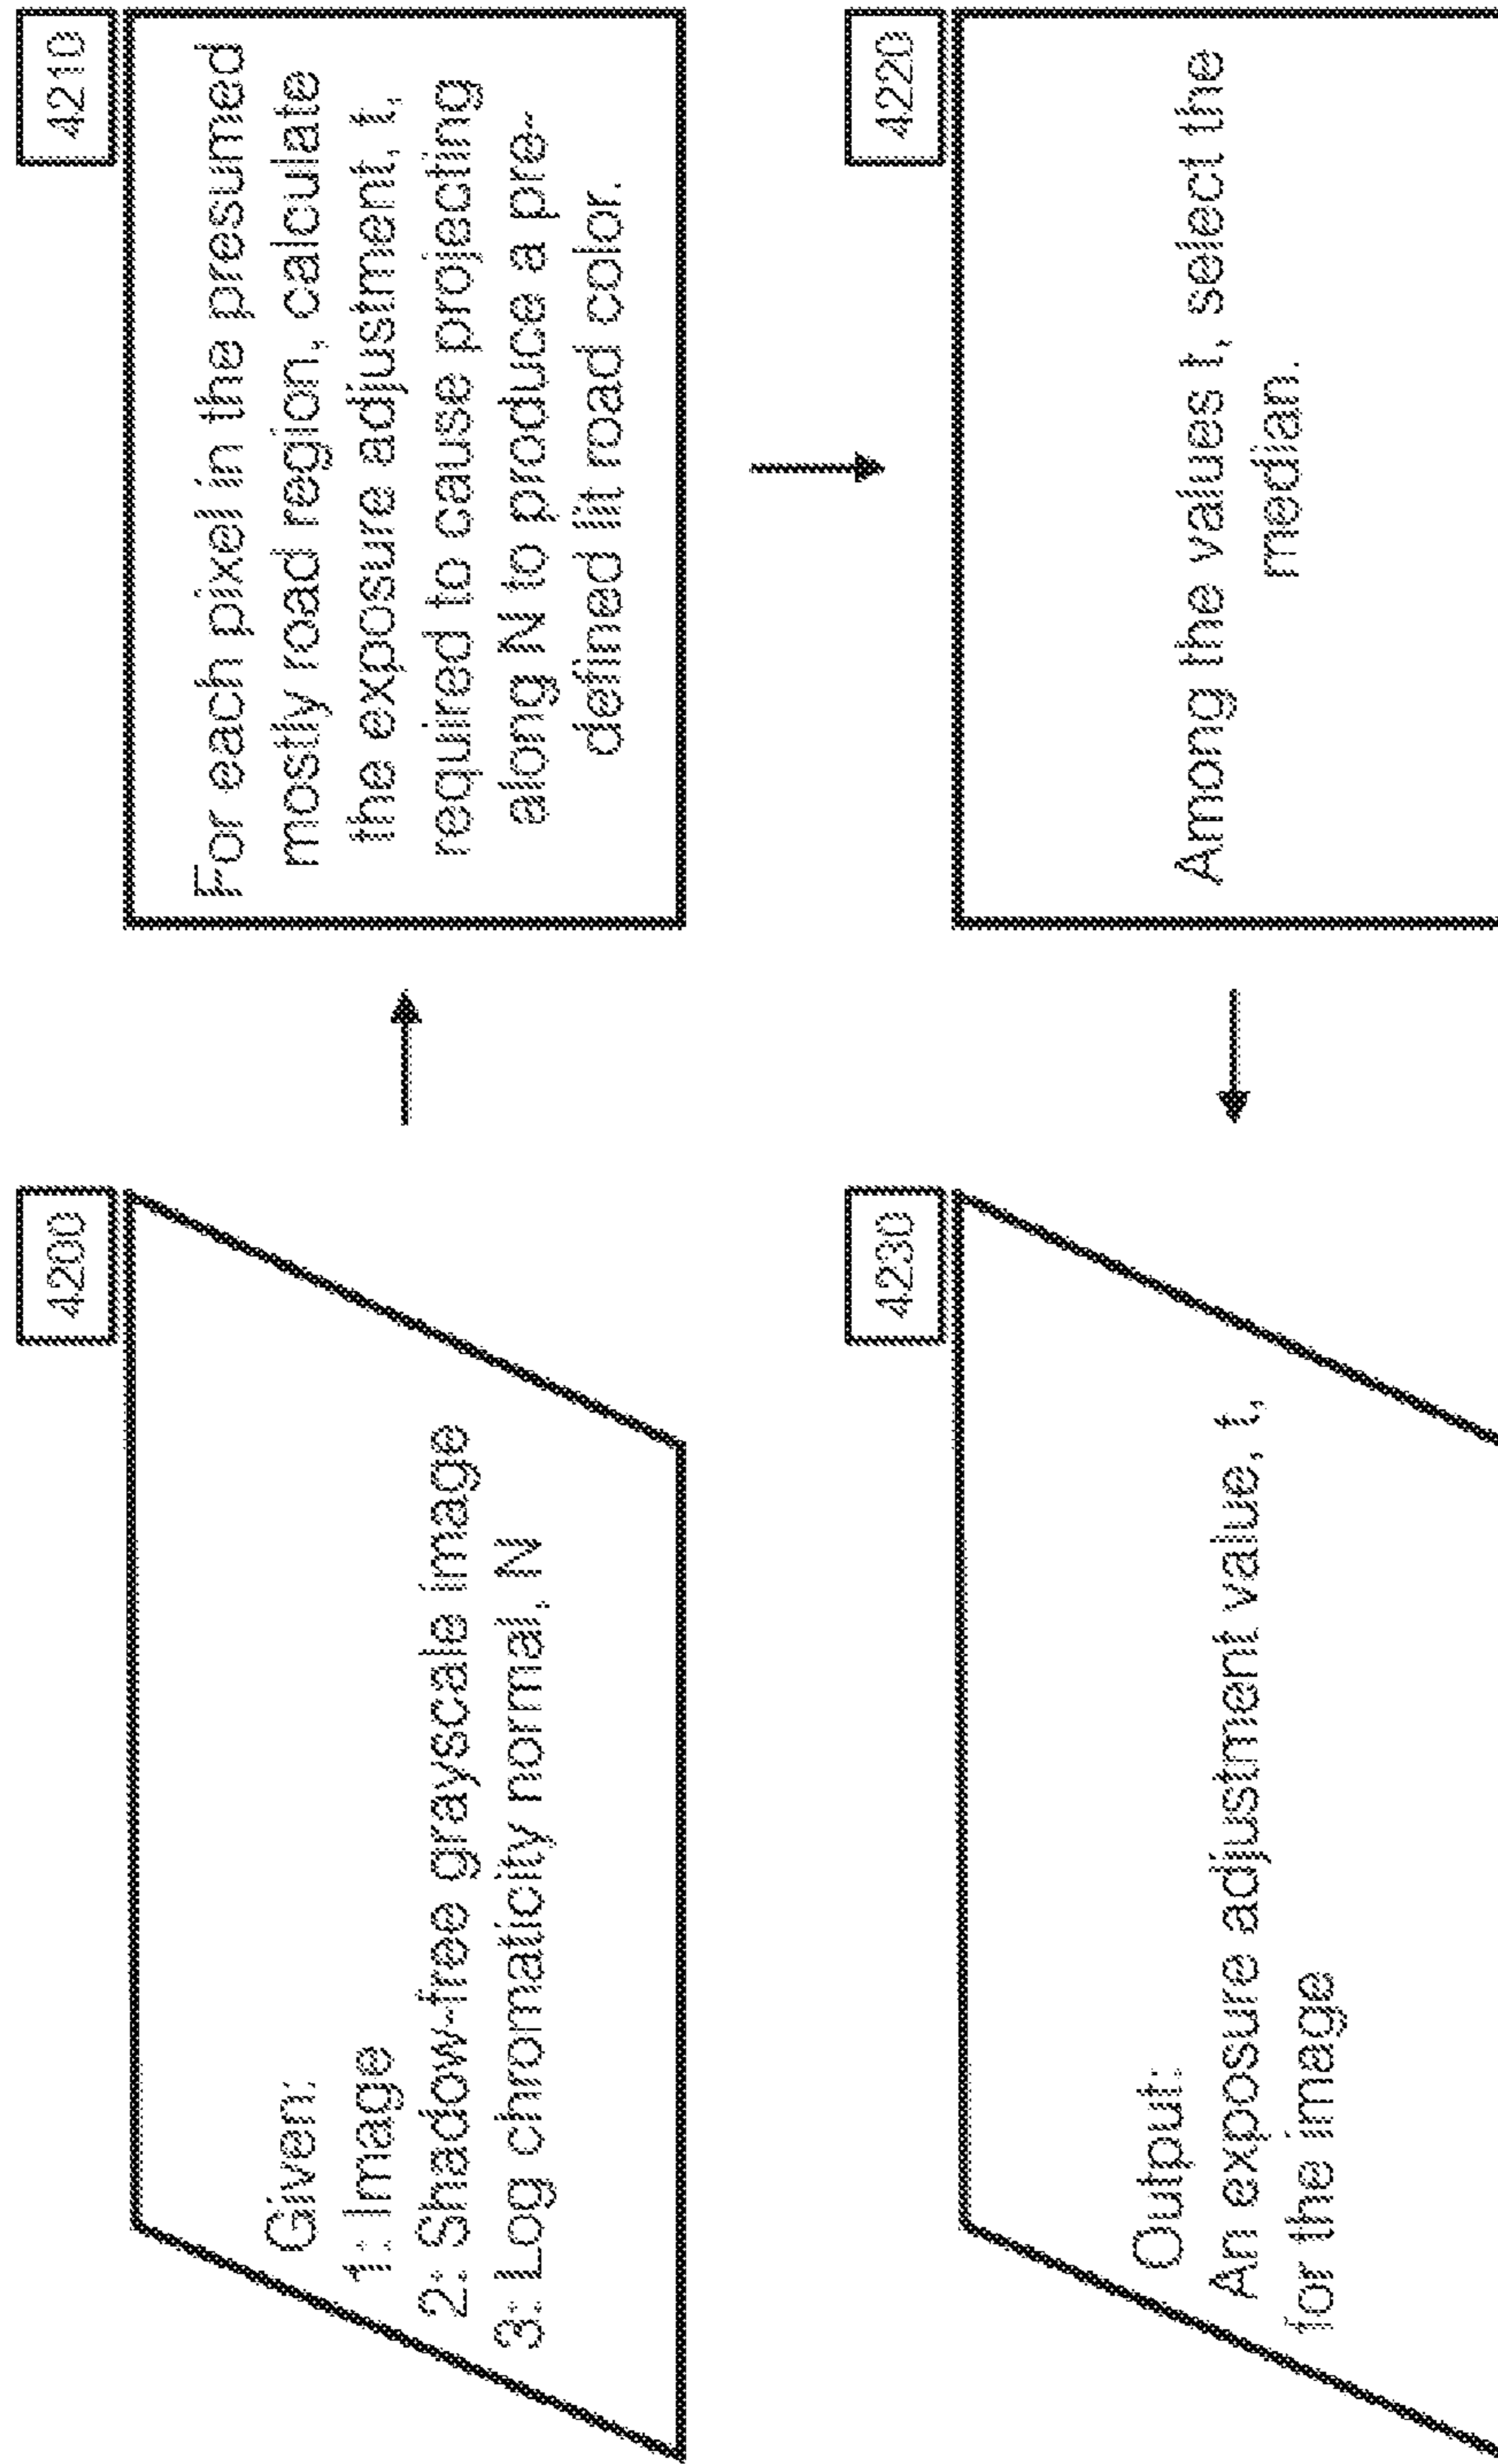 4200
Given:
1: Image
2: Shadow-free grayscale image
3: Log chromaticity normal, N
4210
For each pixel in the presumed
mostly road region, calculate
the exposure adjustment, t,
required to cause projecting
along N to produce a pre-
defined lit road color.
4220
Among the values t, select the
median.
4230
Output:
An exposure adjustment value, t,
for the image